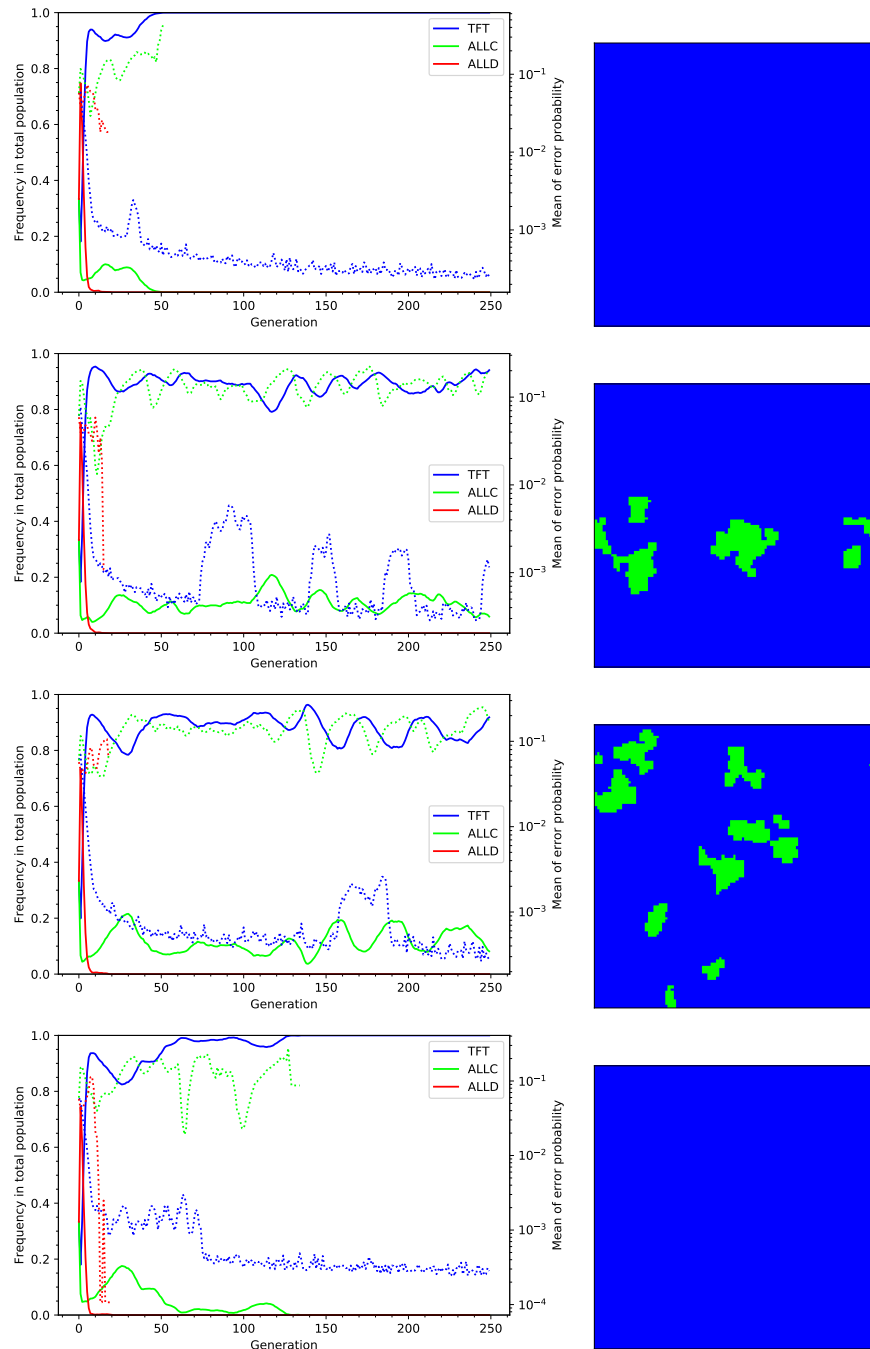 1.0
0.8
0.6
0.4
0.2
0.0
Frequency in total population
0 50 100 150 200 250
Generation
10⁻¹
10⁻²
10⁻³
Mean of error probability
TFT
ALLC
ALLD
1.0
0.8
0.6
0.4
0.2
0.0
Frequency in total population
0 50 100 150 200 250
Generation
10⁻¹
10⁻²
10⁻³
Mean of error probability
TFT
ALLC
ALLD
1.0
0.8
0.6
0.4
0.2
0.0
Frequency in total population
0 50 100 150 200 250
Generation
10⁻¹
10⁻²
10⁻³
Mean of error probability
TFT
ALLC
ALLD
1.0
0.8
0.6
0.4
0.2
0.0
Frequency in total population
0 50 100 150 200 250
Generation
10⁻¹
10⁻²
10⁻³
10⁻⁴
Mean of error probability
TFT
ALLC
ALLD